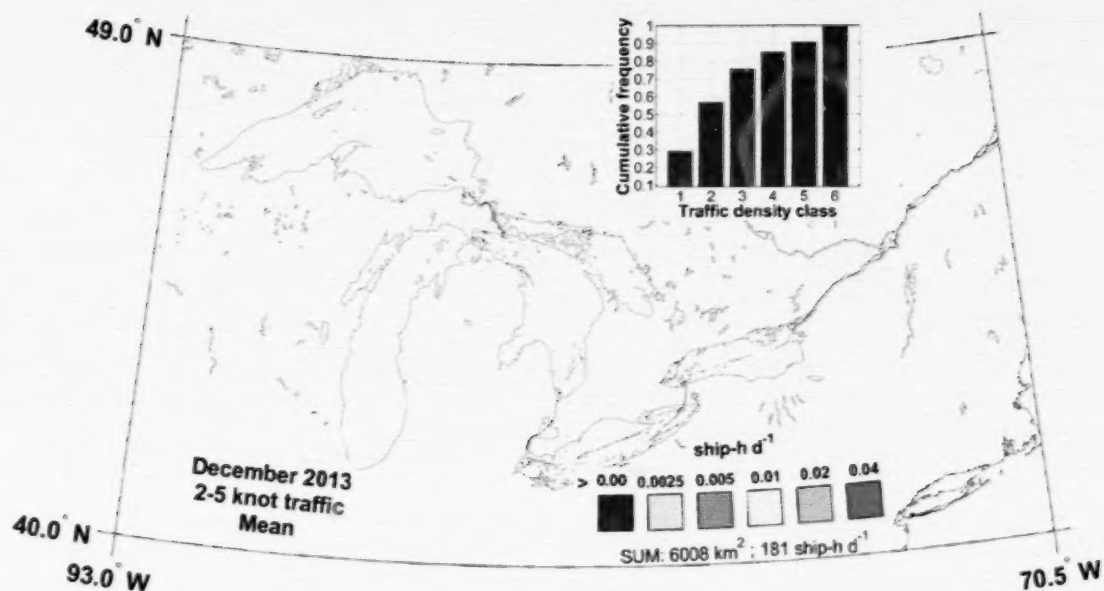 49.0° N
Cumulative frequency
1
0.9
0.8
0.7
0.6
0.5
0.4
0.3
0.2
0.1
1 2 3 4 5 6
Traffic density class
December 2013
2-5 knot traffic
Mean
ship-h d⁻¹
> 0.00 0.0025 0.005 0.01 0.02 0.04
SUM: 6008 km² ; 181 ship-h d⁻¹
40.0° N
93.0° W
70.5° W